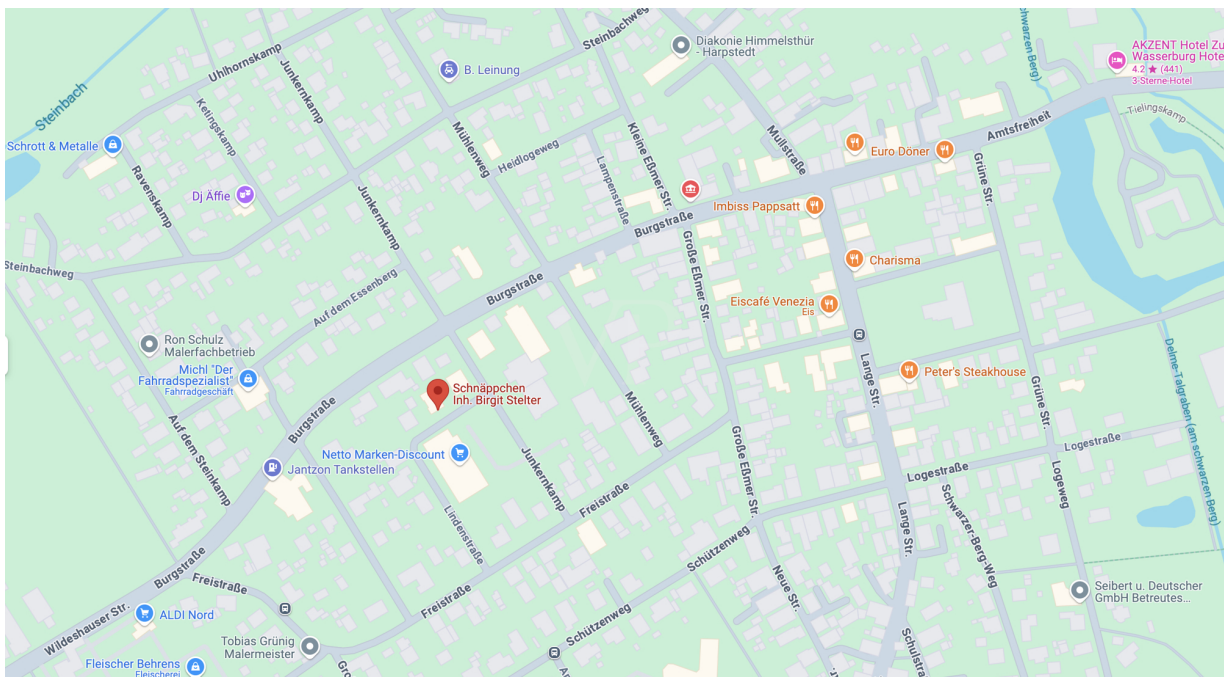 Steinbachweg
Diakonie Himmelsthür
- Harpstedt
schwarzen Berg)
AKZENT Hotel Zu
Wasserburg Hote
4.2 ★ (441)
3-Sterne-Hotel
Uhlhornskamp
Junkernkamp
B. Leinung
Steinbach
Ketingskamp
Mühlenweg
Kleine Eßmer Str.
Mullstraße
Amtsfreiheit
Tielingskamp
Schrott & Metalle
Heidlogeweg
Euro Döner
Ravenskamp
Lampenstraße
Grüne Str.
Dj Äffie
Junkernkamp
Imbiss Pappsatt
Burgstraße
Steinbachweg
Auf dem Essenberg
Burgstraße
Große Eßmer Str.
Charisma
Eiscafé Venezia
Eis
Ron Schulz
Malerfachbetrieb
Michl "Der
Fahrradspezialist"
Fahrradgeschäft
Schnäppchen
Inh. Birgit Stelter
Lange Str.
Peter's Steakhouse
Grüne Str.
Delme-Talgraben (am schwarzen Berg)
Burgstraße
Mühlenweg
Auf dem Steinkamp
Netto Marken-Discount
Jantzon Tankstellen
Junkernkamp
Große Eßmer Str.
Logestraße
Logestraße
Freistraße
Lindenstraße
Lange Str.
Schwarzer-Berg-Weg
Logeweg
Burgstraße
Schützenweg
Freistraße
Freistraße
Neue Str.
Seibert u. Deutscher
GmbH Betreutes...
Wildeshauser Str.
ALDI Nord
Schützenweg
Tobias Grünig
Malermeister
Schulstra
Fleischer Behrens
Fleischerei
Gro